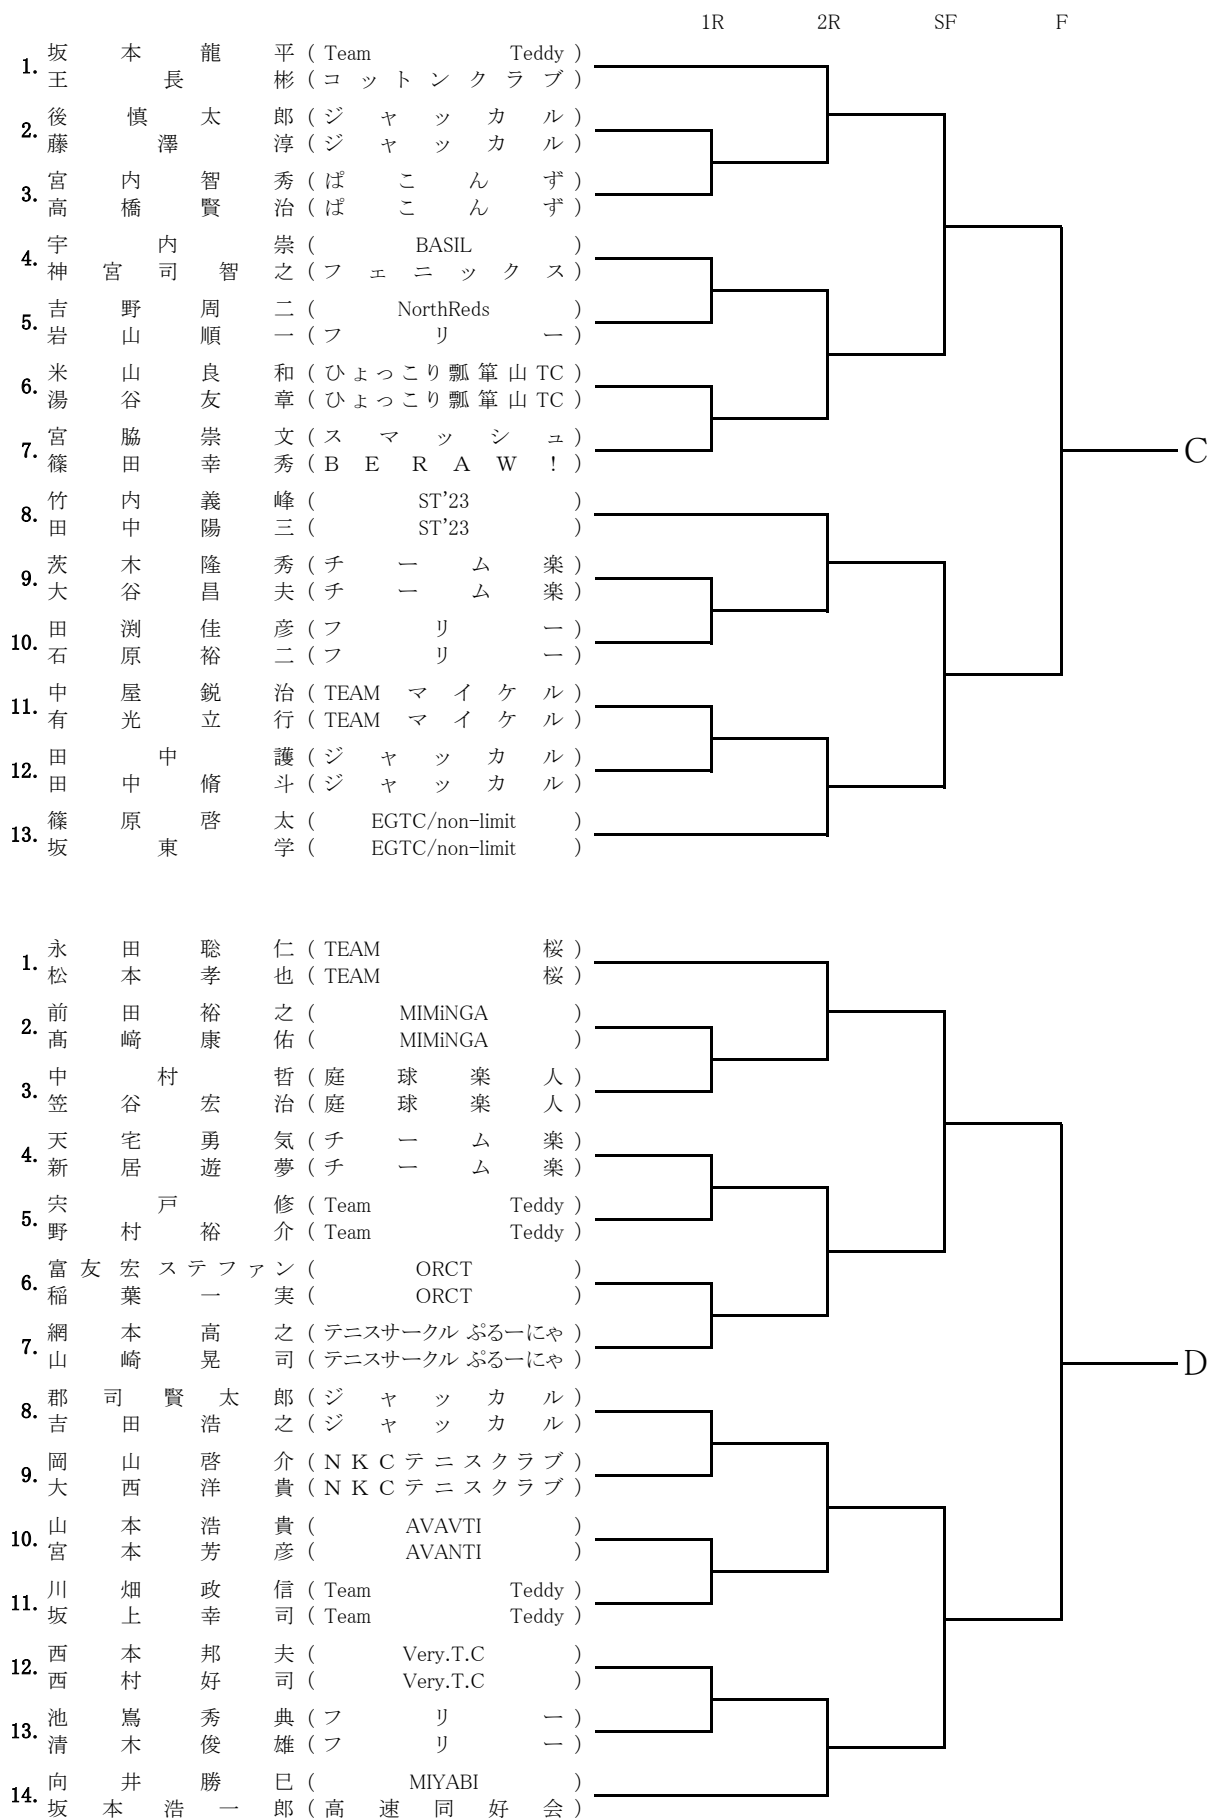 1R 2R SF F
1. 坂本龍平 (Team Teddy)
王長彬 (コットンクラブ)
2. 後慎太郎 (ジャッカル)
藤澤淳 (ジャッカル)
3. 宮内智秀 (ぱこんず)
高橋賢治 (ぱこんず)
4. 宇内崇 (BASIL)
神宮司智之 (フェニックス)
5. 吉野周二 (NorthReds)
岩山順一 (フリー)
6. 米山良和 (ひょっこり瓢箪山TC)
湯谷友章 (ひょっこり瓢箪山TC)
7. 宮脇崇文 (スマッシュ)
篠田幸秀 (BERAW!)
C
8. 竹内義峰 (ST'23)
田中陽三 (ST'23)
9. 茨木隆秀 (チーム楽)
大谷昌夫 (チーム楽)
10. 田渕佳彦 (フリー)
石原裕二 (フリー)
11. 中屋鋭治 (TEAMマイケル)
有光立行 (TEAMマイケル)
12. 田中護 (ジャッカル)
田中脩斗 (ジャッカル)
13. 篠原啓太 (EGTC/non-limit)
坂東学 (EGTC/non-limit)
1. 永田聡仁 (TEAM 桜)
松本孝也 (TEAM 桜)
2. 前田裕之 (MIMiNGA)
髙﨑康佑 (MIMiNGA)
3. 中村哲 (庭球楽人)
笠谷宏治 (庭球楽人)
4. 天宅勇気 (チーム楽)
新居遊夢 (チーム楽)
5. 宍戸修 (Team Teddy)
野村裕介 (Team Teddy)
6. 富友宏ステファン (ORCT)
稲葉一実 (ORCT)
7. 網本高之 (テニスサークル ぷるーにゃ)
山崎晃司 (テニスサークル ぷるーにゃ)
D
8. 郡司賢太郎 (ジャッカル)
吉田浩之 (ジャッカル)
9. 岡山啓介 (NKCテニスクラブ)
大西洋貴 (NKCテニスクラブ)
10. 山本浩貴 (AVAVTI)
宮本芳彦 (AVANTI)
11. 川畑政信 (Team Teddy)
坂上幸司 (Team Teddy)
12. 西本邦夫 (Very.T.C)
西村好司 (Very.T.C)
13. 池嶌秀典 (フリー)
清木俊雄 (フリー)
14. 向井勝巳 (MIYABI)
坂本浩一郎 (高速同好会)